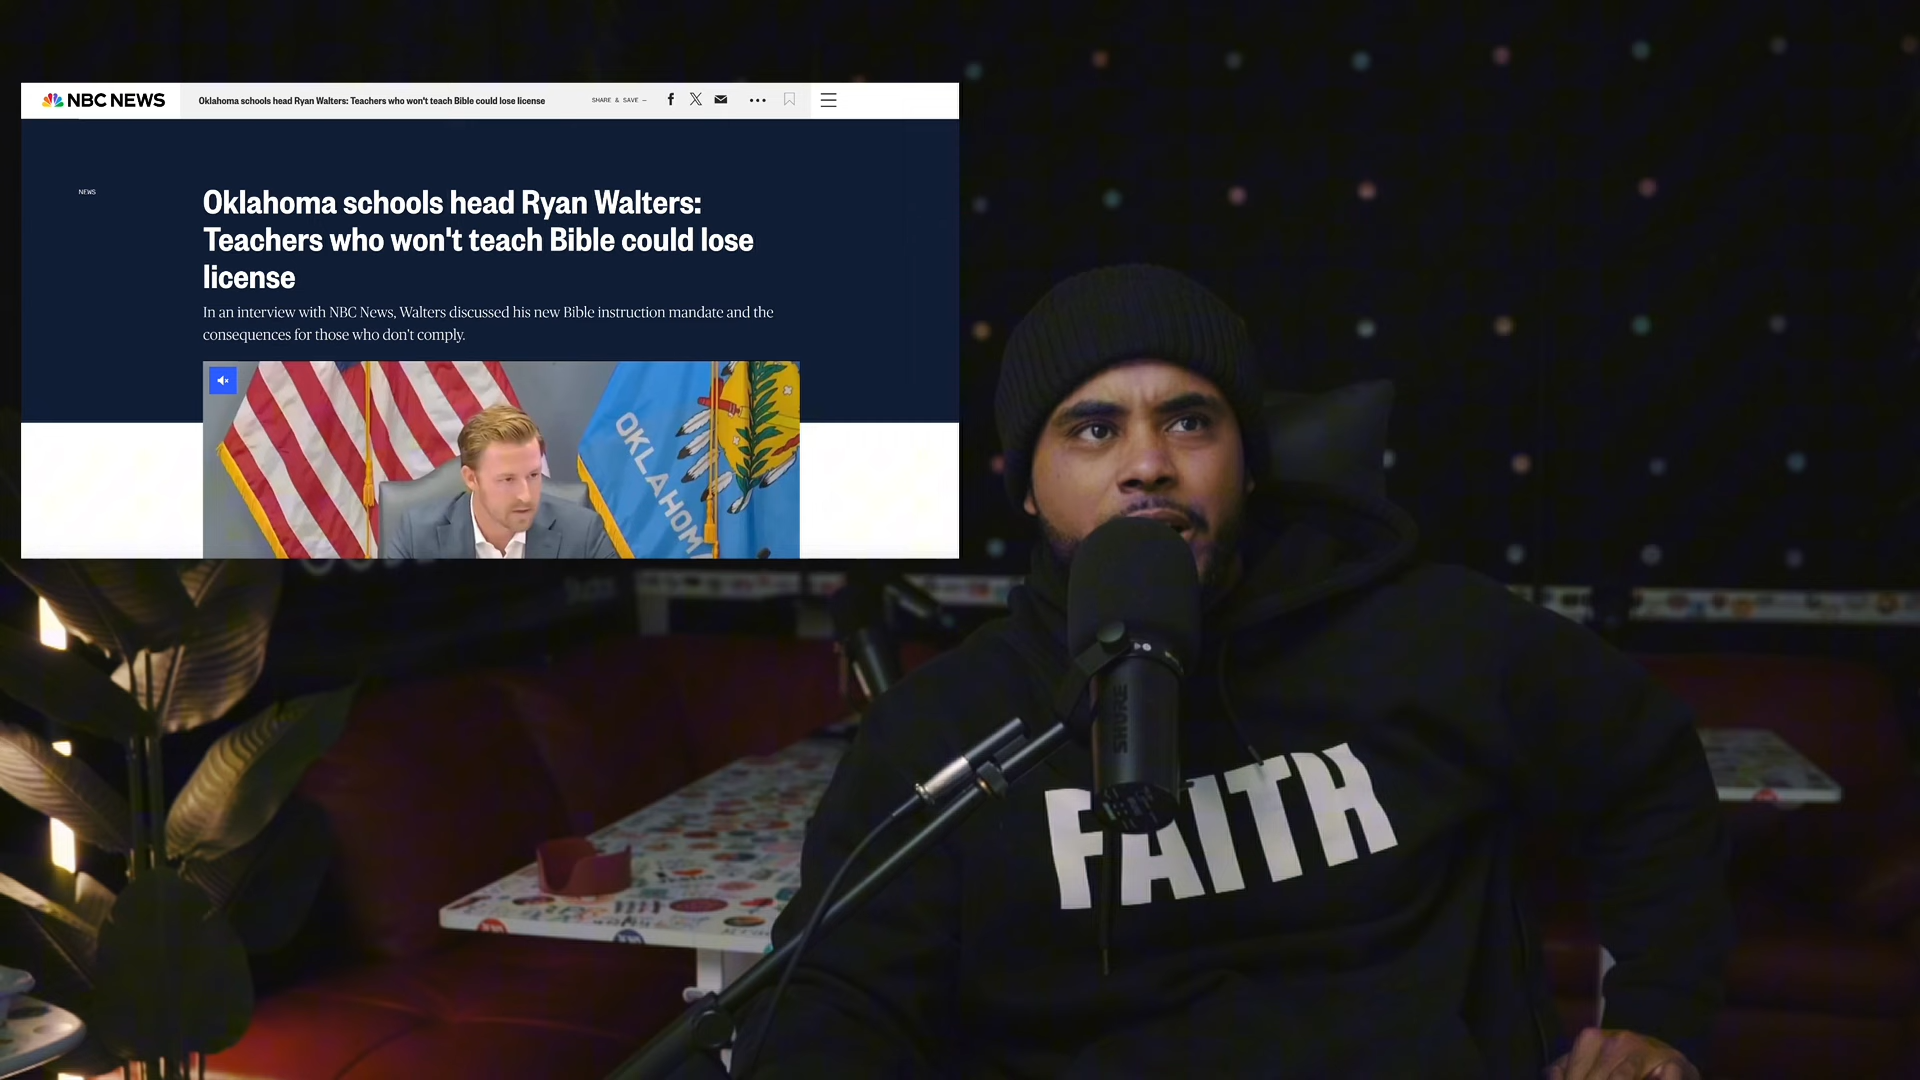 NBC NEWS
Oklahoma schools head Ryan Walters: Teachers who won't teach Bible could lose license
SHARE & SAVE —
NEWS
Oklahoma schools head Ryan Walters:
Teachers who won't teach Bible could lose
license
In an interview with NBC News, Walters discussed his new Bible instruction mandate and the
consequences for those who don't comply.
OKLAHOMA
SHURE
FAITH